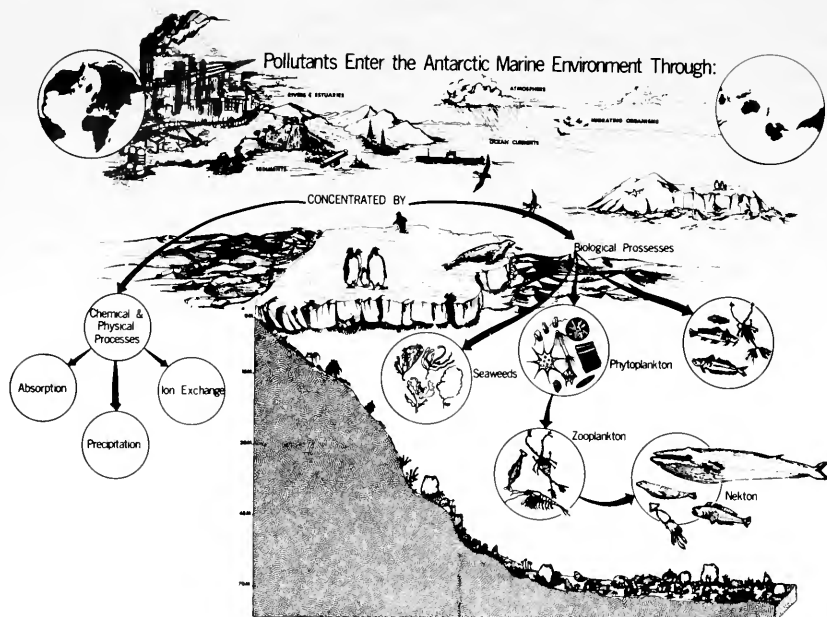 Pollutants Enter the Antarctic Marine Environment Through:
RIVERS & ESTUARIES
ATMOSPHERE
MIGRATING ORGANISMS
OCEAN CURRENTS
SEDIMENTS
CONCENTRATED BY
Biological Prossesses
Chemical &
Physical
Processes
Absorption
Ion Exchange
Precipitation
Seaweeds
Phytoplankton
Zooplankton
Nekton